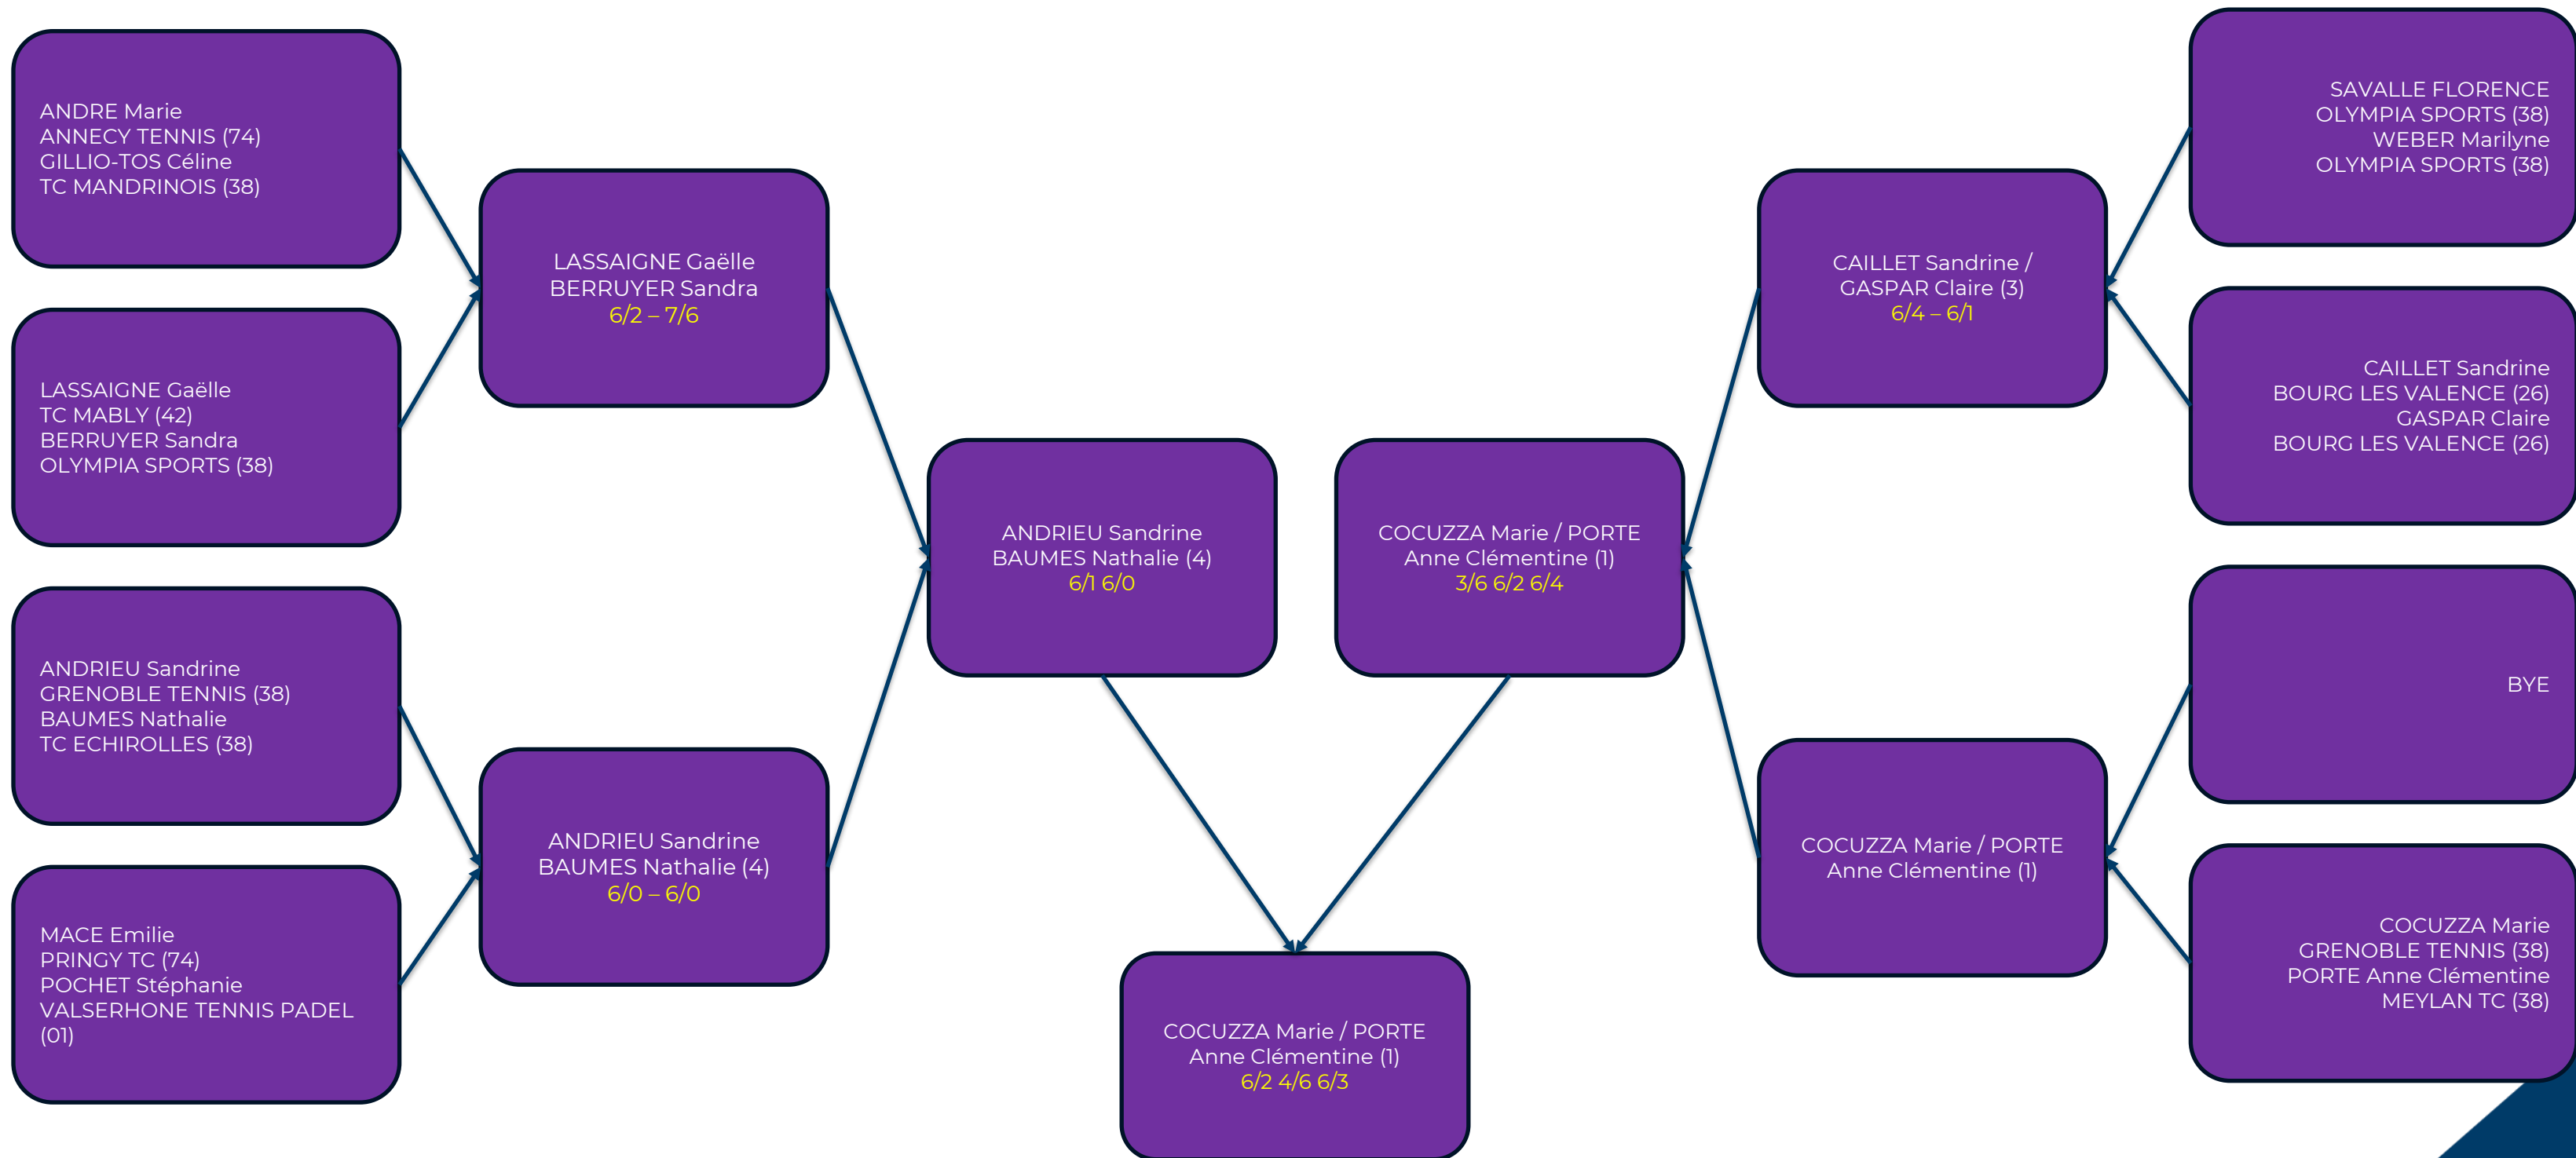 ANDRE Marie
ANNECY TENNIS (74)
GILLIO-TOS Céline
TC MANDRINOIS (38)
LASSAIGNE Gaëlle
TC MABLY (42)
BERRUYER Sandra
OLYMPIA SPORTS (38)
ANDRIEU Sandrine
GRENOBLE TENNIS (38)
BAUMES Nathalie
TC ECHIROLLES (38)
MACE Emilie
PRINGY TC (74)
POCHET Stéphanie
VALSERHONE TENNIS PADEL
(01)
LASSAIGNE Gaëlle
BERRUYER Sandra
6/2 – 7/6
ANDRIEU Sandrine
BAUMES Nathalie (4)
6/0 – 6/0
ANDRIEU Sandrine
BAUMES Nathalie (4)
6/1 6/0
COCUZZA Marie / PORTE
Anne Clémentine (1)
6/2 4/6 6/3
COCUZZA Marie / PORTE
Anne Clémentine (1)
3/6 6/2 6/4
CAILLET Sandrine /
GASPAR Claire (3)
6/4 – 6/1
COCUZZA Marie / PORTE
Anne Clémentine (1)
SAVALLE FLORENCE
OLYMPIA SPORTS (38)
WEBER Marilyne
OLYMPIA SPORTS (38)
CAILLET Sandrine
BOURG LES VALENCE (26)
GASPAR Claire
BOURG LES VALENCE (26)
BYE
COCUZZA Marie
GRENOBLE TENNIS (38)
PORTE Anne Clémentine
MEYLAN TC (38)